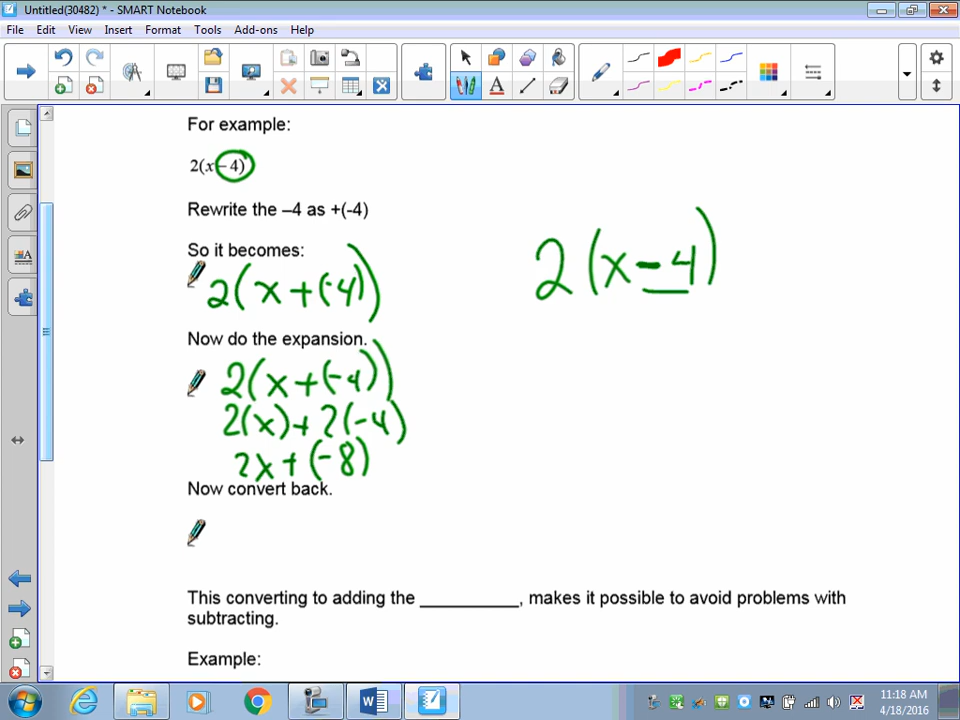 Untitled(30482) * - SMART Notebook
File Edit View Insert Format Tools Add-ons Help
For example:
2(x – 4)
Rewrite the –4 as +(-4)
2(x - 4)
So it becomes:
2(x + (-4))
Now do the expansion.
2(x + (-4))
2(x) + 2(-4)
2x + (-8)
Now convert back.
This converting to adding the __________, makes it possible to avoid problems with
subtracting.
Example:
11:18 AM
4/18/2016